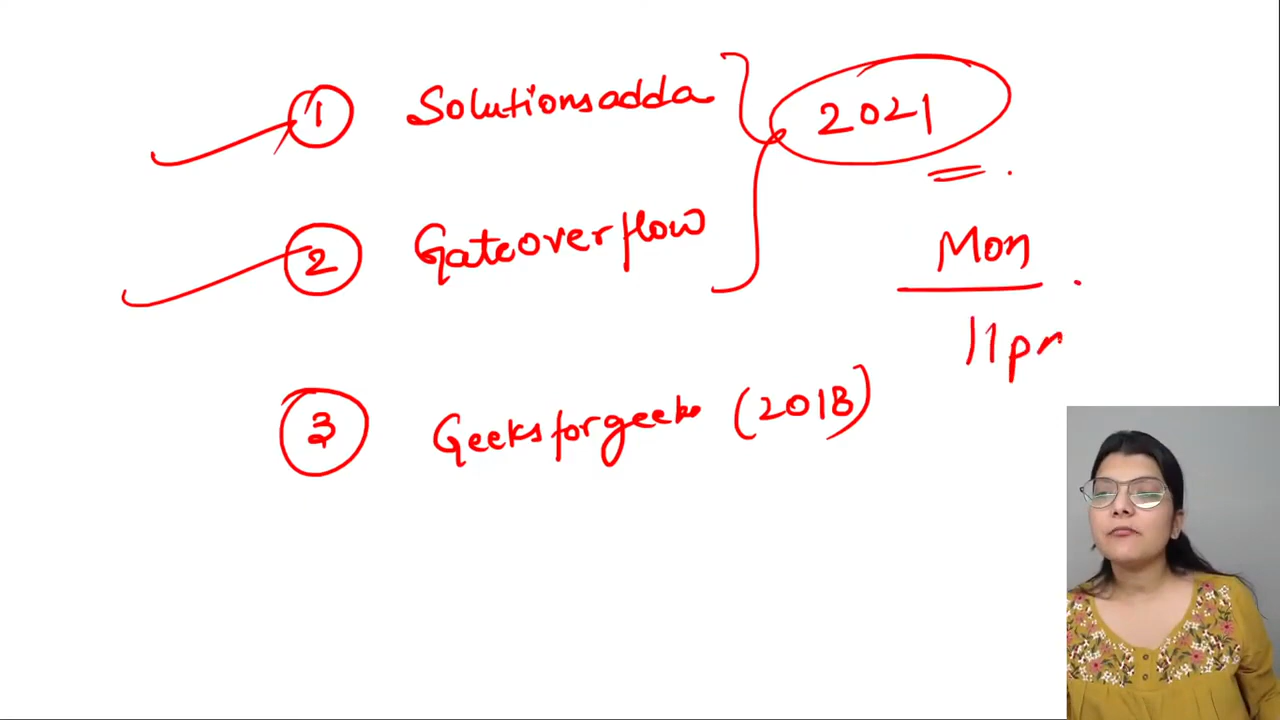 1 Solutionsadda
2021
2 Gateoverflow
Mon
11pm
3 Geeksforgeeks (2018)